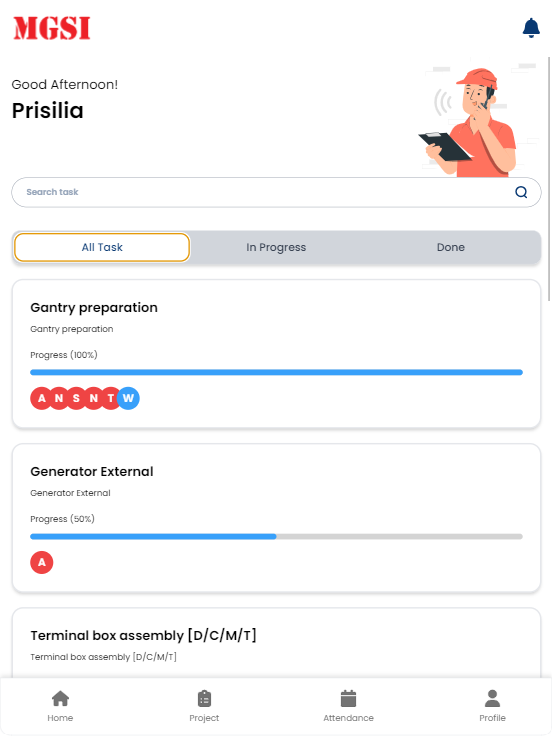 MGSI
Good Afternoon!
Prisilia
Search task
All Task
In Progress
Done
Gantry preparation
Gantry preparation
Progress (100%)
A N S N T W
Generator External
Generator External
Progress (50%)
A
Terminal box assembly [D/C/M/T]
Terminal box assembly [D/C/M/T]
Home
Project
Attendance
Profile